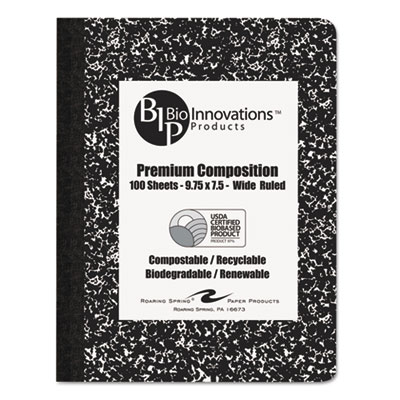 BIP Bio Innovations™
Products
Premium Composition
100 Sheets - 9.75 x 7.5 - Wide Ruled
USDA
CERTIFIED
BIOBASED
PRODUCT
Compostable / Recyclable
Biodegradable / Renewable
Roaring Spring Paper Products
Roaring Spring, PA 16673